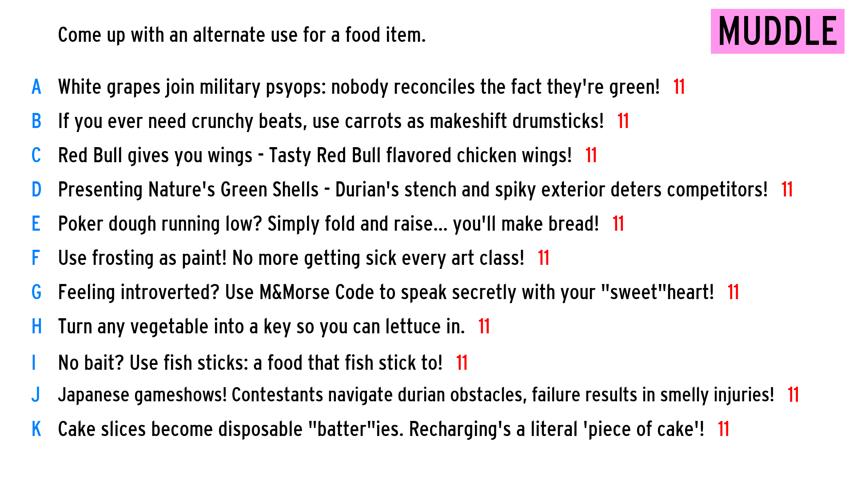 Come up with an alternate use for a food item.
MUDDLE
A White grapes join military psyops: nobody reconciles the fact they're green! 11
B If you ever need crunchy beats, use carrots as makeshift drumsticks! 11
C Red Bull gives you wings - Tasty Red Bull flavored chicken wings! 11
D Presenting Nature's Green Shells - Durian's stench and spiky exterior deters competitors! 11
E Poker dough running low? Simply fold and raise... you'll make bread! 11
F Use frosting as paint! No more getting sick every art class! 11
G Feeling introverted? Use M&Morse Code to speak secretly with your "sweet"heart! 11
H Turn any vegetable into a key so you can lettuce in. 11
I No bait? Use fish sticks: a food that fish stick to! 11
J Japanese gameshows! Contestants navigate durian obstacles, failure results in smelly injuries! 11
K Cake slices become disposable "batter"ies. Recharging's a literal 'piece of cake'! 11